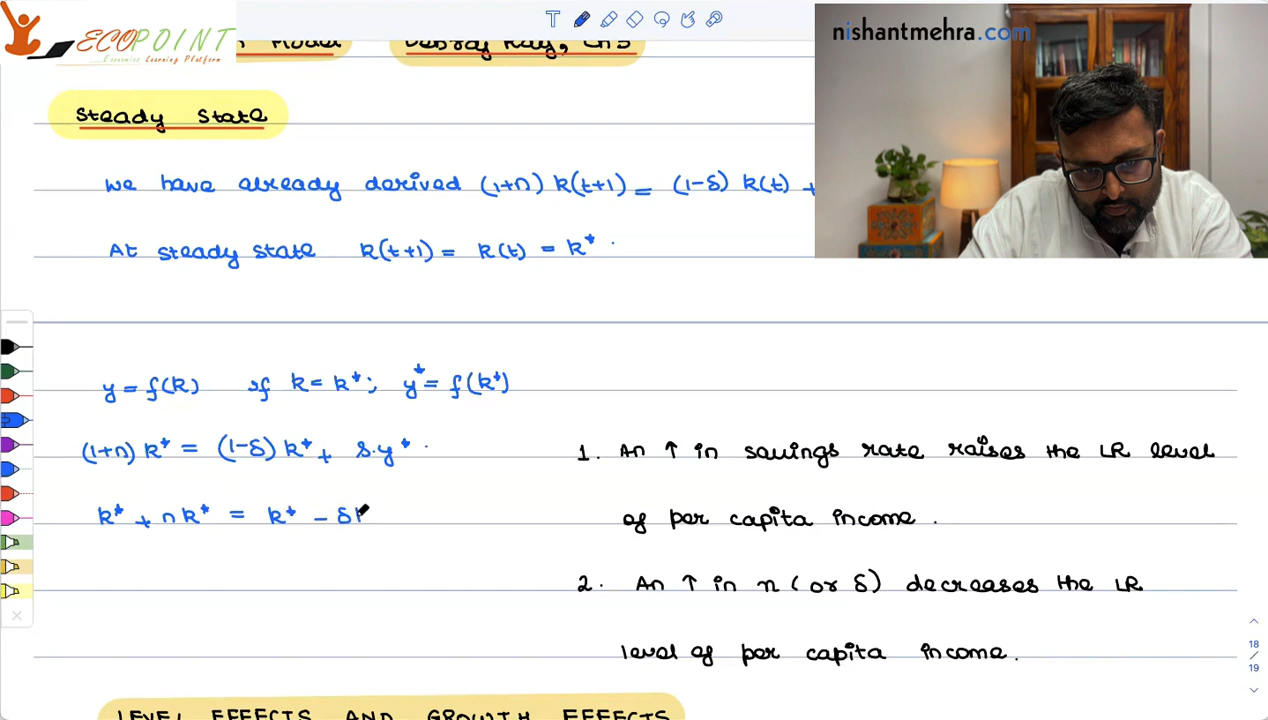 ECOPOINT
Economics Learning Platform
Model Debraj Ray, Ch3
nishantmehra.com
Steady State
We have already derived (1+n) k(t+1) = (1-δ) k(t) +
At steady state k(t+1) = k(t) = k*.
y = f(k) if k = k*; y* = f(k*)
(1+n) k* = (1-δ) k* + s.y*.
k* + nk* = k* - δk
1. An ↑ in savings rate raises the LR level
of per capita income.
2. An ↑ in n (or δ) decreases the LR
level of per capita income.
18
19
LEVEL EFFECTS AND GROWTH EFFECTS